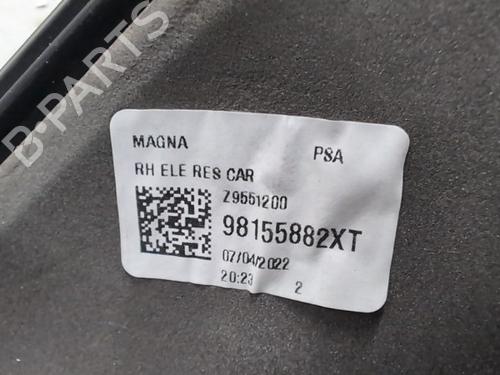 MAGNA PSA
RH ELE RES CAR
Z9551200
98155882XT
07/04/2022
20:23 2
B-PARTS